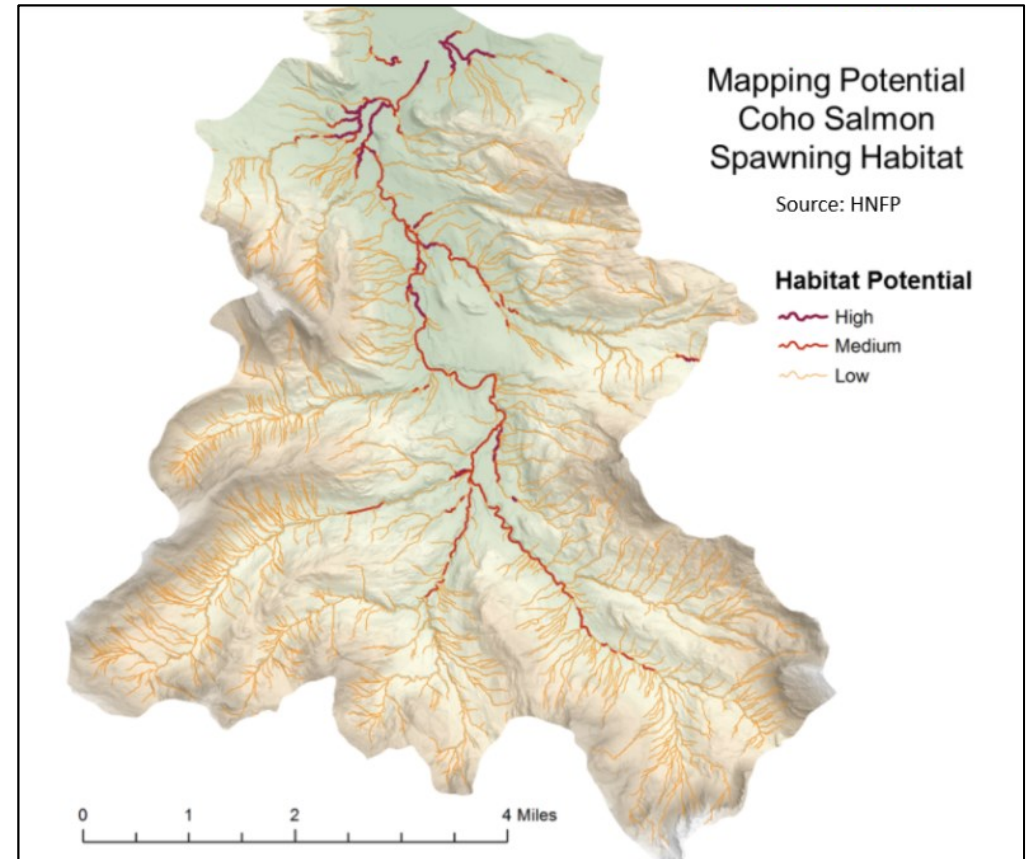 Mapping Potential
Coho Salmon
Spawning Habitat
Source: HNFP
Habitat Potential
High
Medium
Low
0 1 2 4 Miles